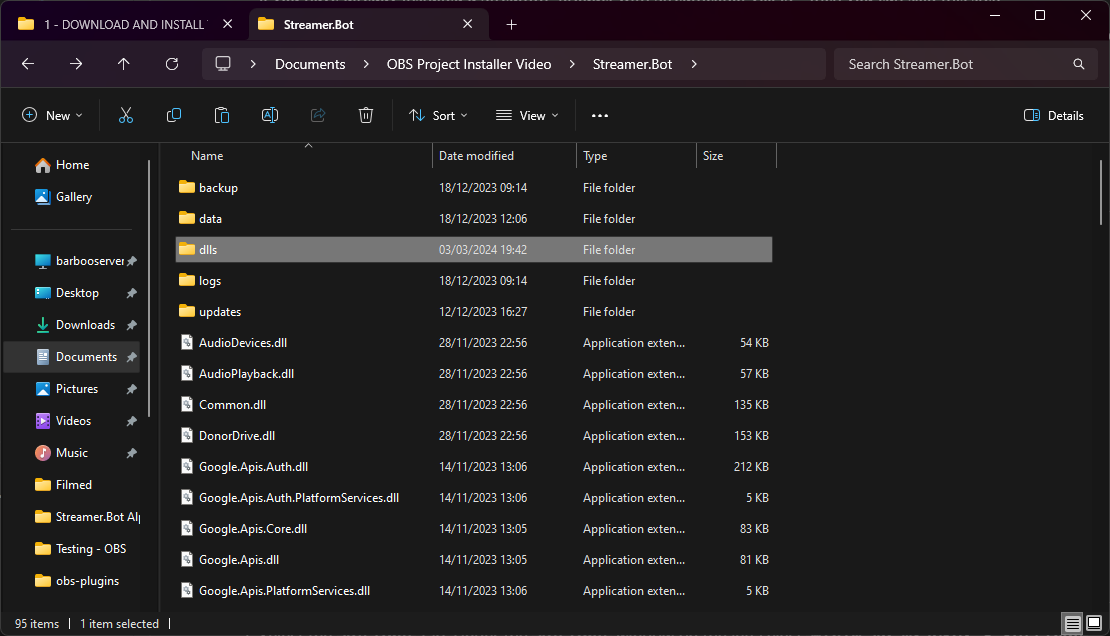 1 - DOWNLOAD AND INSTALL
Streamer.Bot
Documents
OBS Project Installer Video
Streamer.Bot
Search Streamer.Bot
New
Sort
View
Details
Home
Gallery
barbooserver
Desktop
Downloads
Documents
Pictures
Videos
Music
Filmed
Streamer.Bot Al
Testing - OBS
obs-plugins
Name Date modified Type Size
backup 18/12/2023 09:14 File folder
data 18/12/2023 12:06 File folder
dlls 03/03/2024 19:42 File folder
logs 18/12/2023 09:14 File folder
updates 12/12/2023 16:27 File folder
AudioDevices.dll 28/11/2023 22:56 Application exten... 54 KB
AudioPlayback.dll 28/11/2023 22:56 Application exten... 57 KB
Common.dll 28/11/2023 22:56 Application exten... 135 KB
DonorDrive.dll 28/11/2023 22:56 Application exten... 153 KB
Google.Apis.Auth.dll 14/11/2023 13:06 Application exten... 212 KB
Google.Apis.Auth.PlatformServices.dll 14/11/2023 13:06 Application exten... 5 KB
Google.Apis.Core.dll 14/11/2023 13:05 Application exten... 83 KB
Google.Apis.dll 14/11/2023 13:05 Application exten... 81 KB
Google.Apis.PlatformServices.dll 14/11/2023 13:06 Application exten... 5 KB
95 items
1 item selected